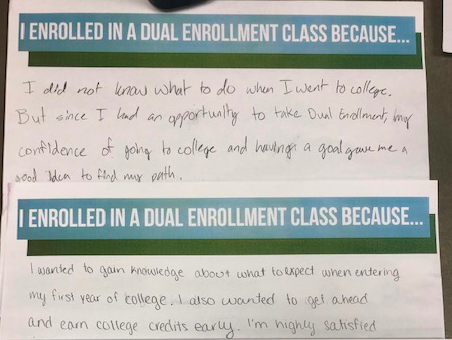 I ENROLLED IN A DUAL ENROLLMENT CLASS BECAUSE...
I did not know what to do when I went to college.
But since I had an opportunity to take Dual Enrollment, my
confidence of going to college and having a goal gave me a
good idea to find my path.
I ENROLLED IN A DUAL ENROLLMENT CLASS BECAUSE...
I wanted to gain knowledge about what to expect when entering
my first year of college. I also wanted to get ahead
and earn college credits early. I'm highly satisfied